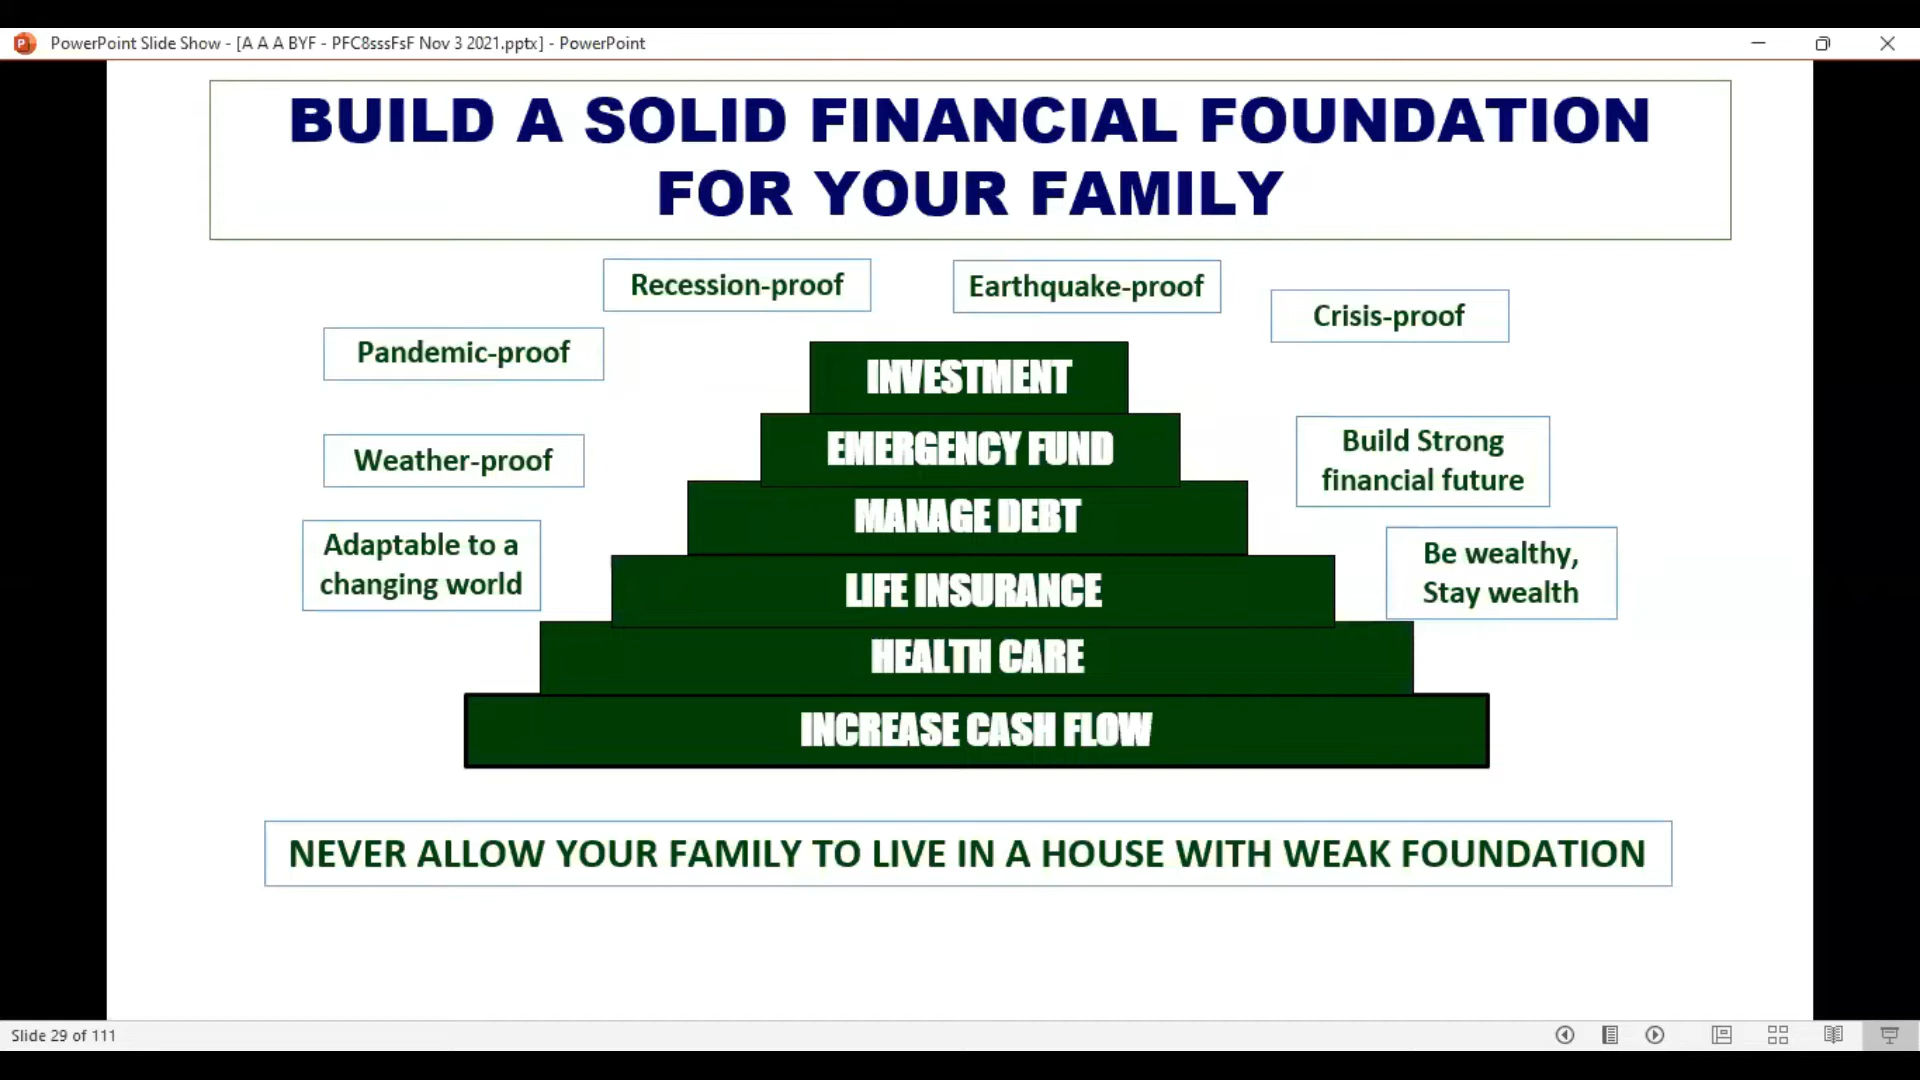 PowerPoint Slide Show - [A A A BYF - PFC8sssFsF Nov 3 2021.pptx] - PowerPoint
BUILD A SOLID FINANCIAL FOUNDATION
FOR YOUR FAMILY
Recession-proof
Earthquake-proof
Crisis-proof
Pandemic-proof
INVESTMENT
EMERGENCY FUND
Weather-proof
Build Strong
financial future
MANAGE DEBT
Adaptable to a
changing world
LIFE INSURANCE
Be wealthy,
Stay wealth
HEALTH CARE
INCREASE CASH FLOW
NEVER ALLOW YOUR FAMILY TO LIVE IN A HOUSE WITH WEAK FOUNDATION
Slide 29 of 111